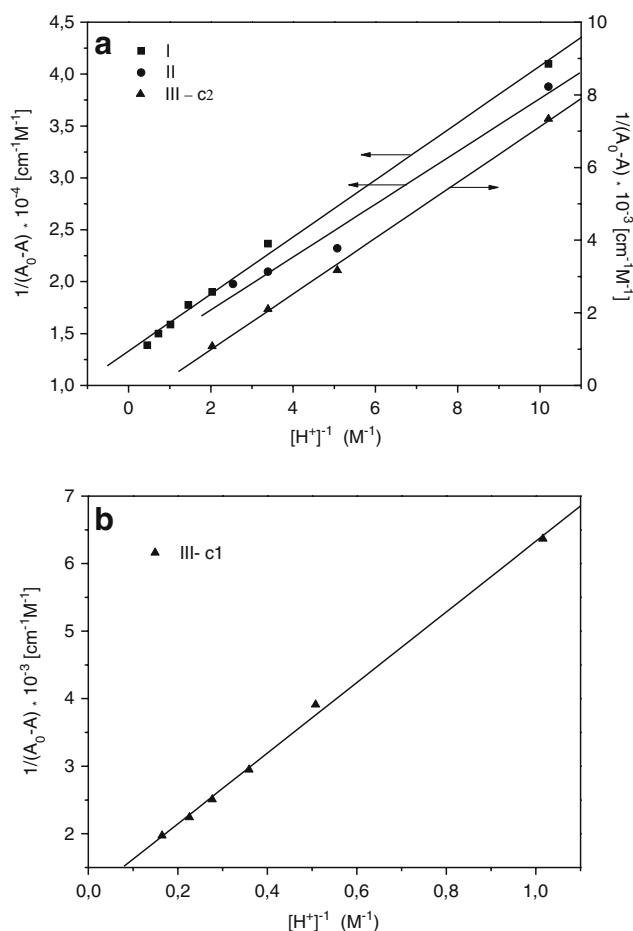 a
I
II
III – c2
4,5
4,0
3,5
3,0
2,5
2,0
1,5
1,0
1/(A0-A) * 10-4 [cm-1M-1]
10
8
6
4
2
0
1/(A0-A) * 10-3 [cm-1M-1]
0 2 4 6 8 10
[H+]-1 (M-1)
b
III- c1
7
6
5
4
3
2
1/(A0-A) * 10-3 [cm-1M-1]
0,0 0,2 0,4 0,6 0,8 1,0
[H+]-1 (M-1)